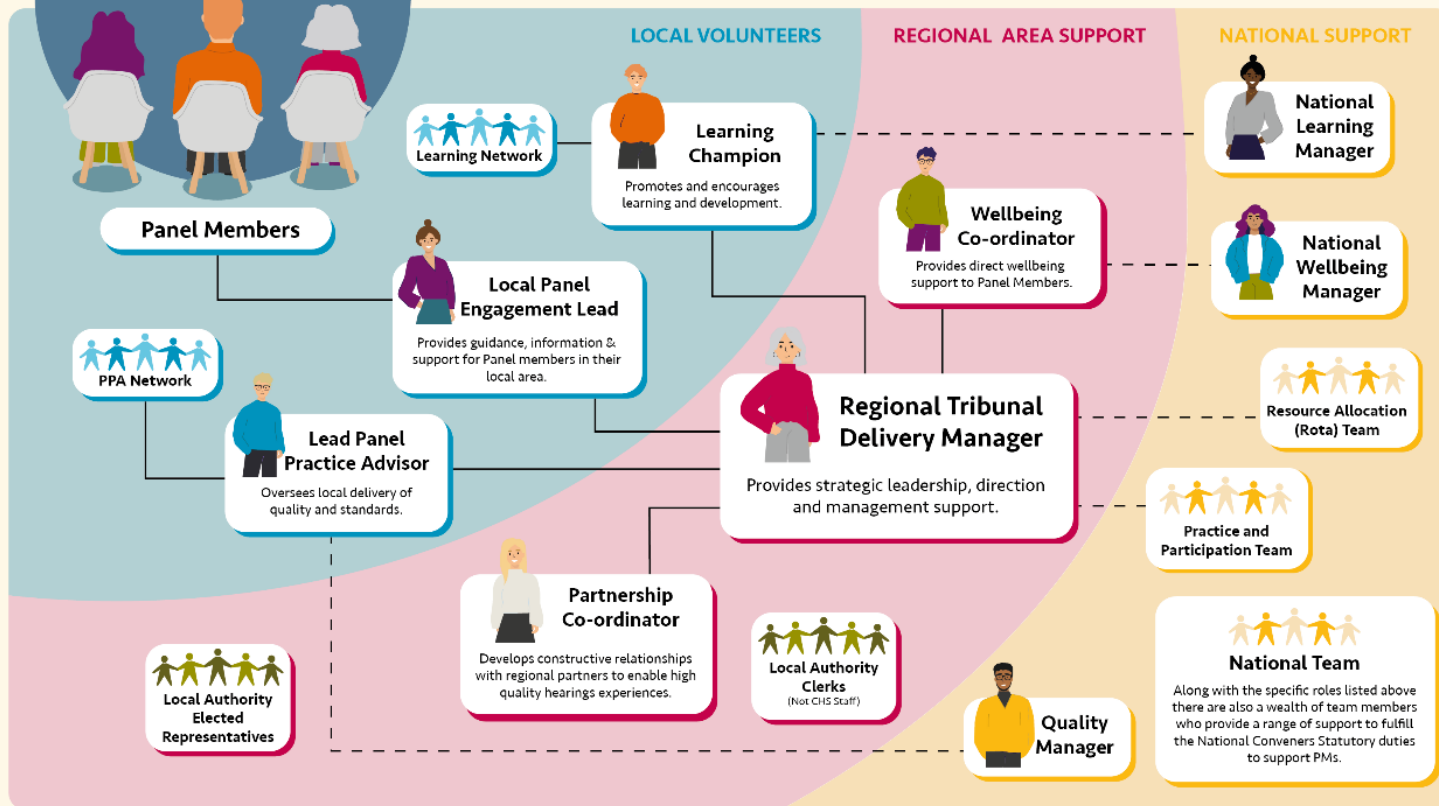 LOCAL VOLUNTEERS
REGIONAL AREA SUPPORT
NATIONAL SUPPORT
Learning Network
Learning
Champion
Promotes and encourages
learning and development.
National
Learning
Manager
Panel Members
Wellbeing
Co-ordinator
Provides direct wellbeing
support to Panel Members.
National
Wellbeing
Manager
Local Panel
Engagement Lead
Provides guidance, information &
support for Panel members in their
local area.
PPA Network
Lead Panel
Practice Advisor
Oversees local delivery of
quality and standards.
Regional Tribunal
Delivery Manager
Provides strategic leadership, direction
and management support.
Resource Allocation
(Rota) Team
Practice and
Participation Team
Partnership
Co-ordinator
Develops constructive relationships
with regional partners to enable high
quality hearings experiences.
Local Authority
Clerks
(Not CHS Staff)
Local Authority
Elected
Representatives
Quality
Manager
National Team
Along with the specific roles listed above
there are also a wealth of team members
who provide a range of support to fulfill
the National Conveners Statutory duties
to support PMs.